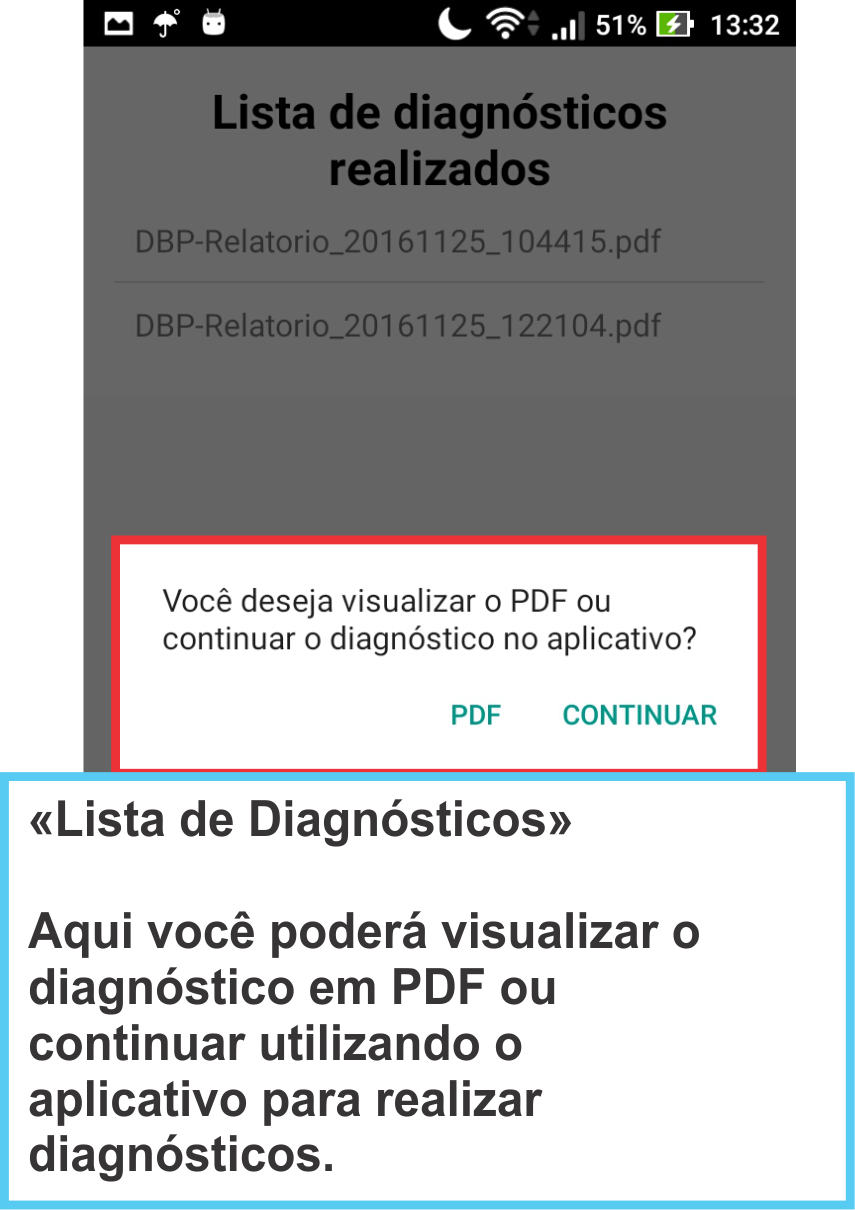 51% 13:32
Lista de diagnósticos
realizados
DBP-Relatorio_20161125_104415.pdf
DBP-Relatorio_20161125_122104.pdf
Você deseja visualizar o PDF ou
continuar o diagnóstico no aplicativo?
PDF CONTINUAR
«Lista de Diagnósticos»
Aqui você poderá visualizar o
diagnóstico em PDF ou
continuar utilizando o
aplicativo para realizar
diagnósticos.